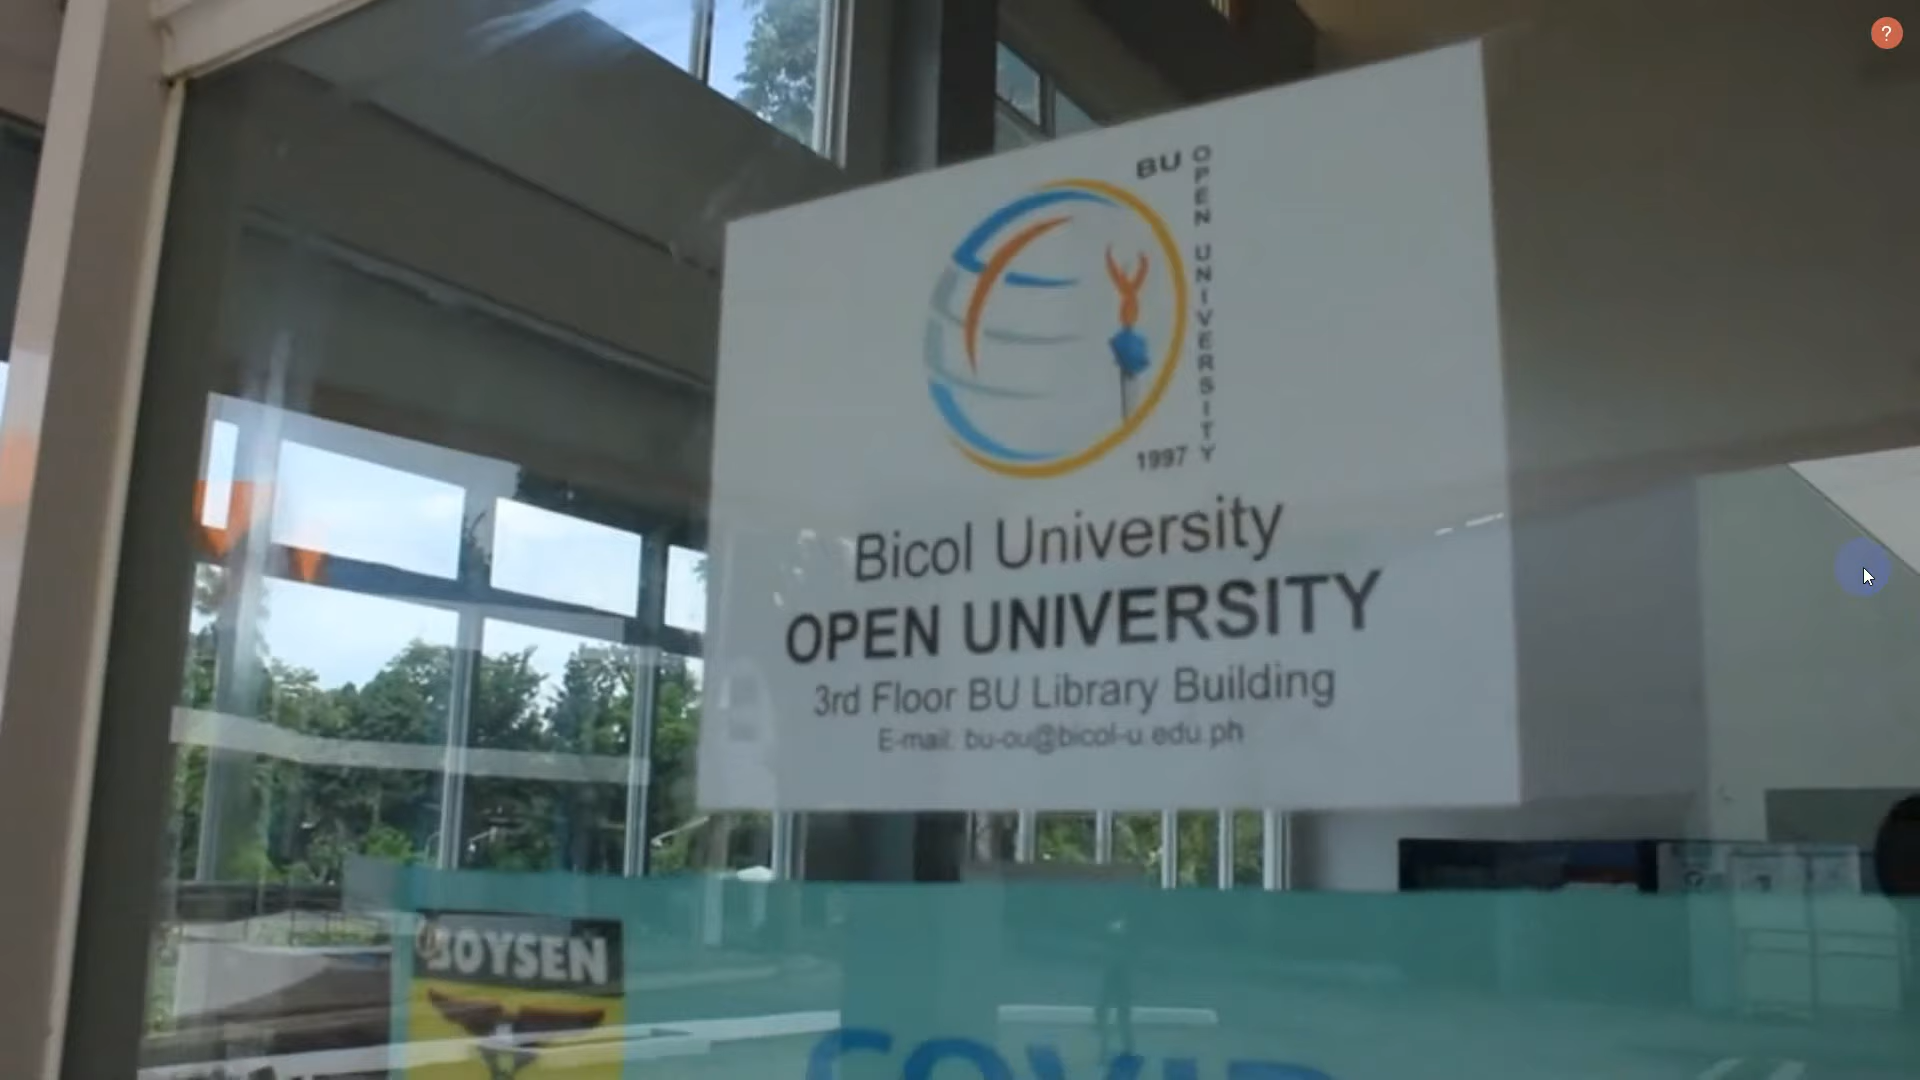 BU
OPEN UNIVERSITY
1997
Bicol University
OPEN UNIVERSITY
3rd Floor BU Library Building
E-mail: bu-ou@bicol-u.edu.ph
BOYSEN
COVID
?